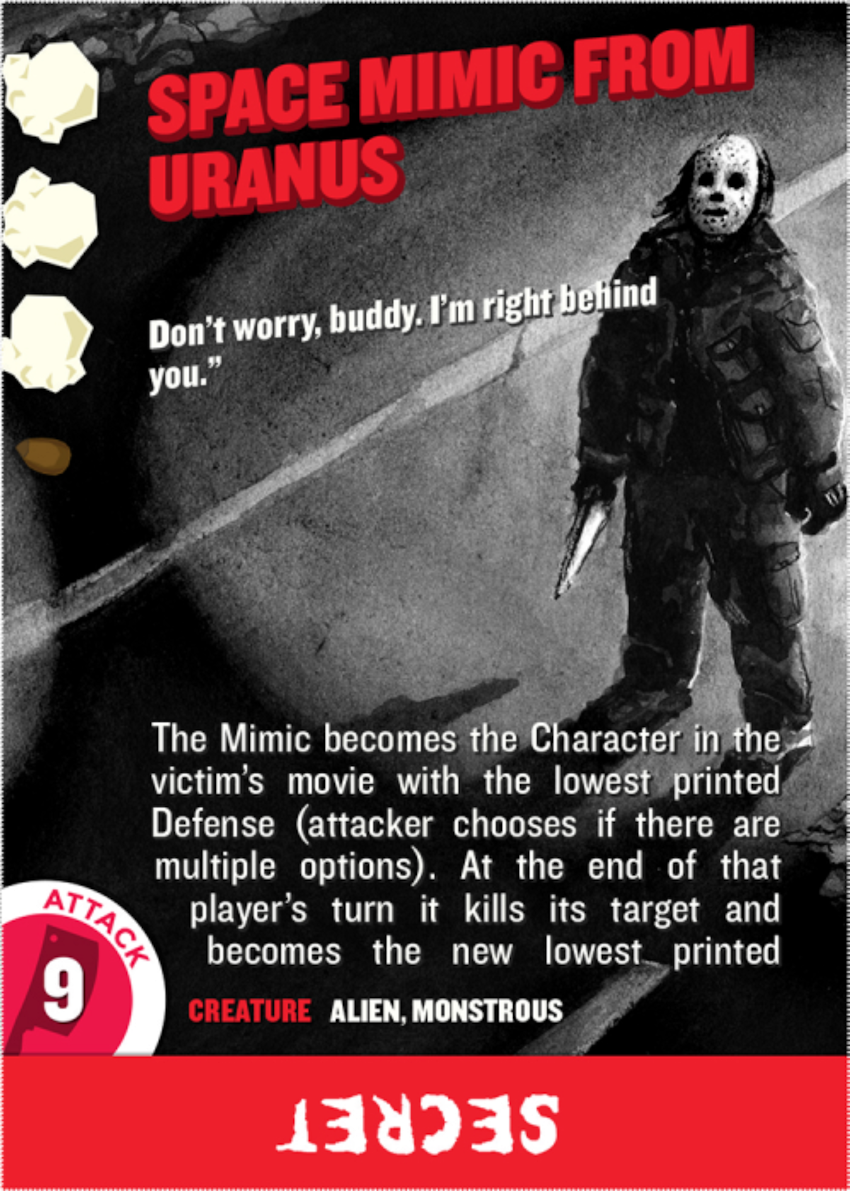 SPACE MIMIC FROM
URANUS
Don't worry, buddy. I'm right behind
you.”
The Mimic becomes the Character in the
victim's movie with the lowest printed
Defense (attacker chooses if there are
multiple options). At the end of that
player's turn it kills its target and
becomes the new lowest printed
ATTACK
9
CREATURE ALIEN, MONSTROUS
SECRET